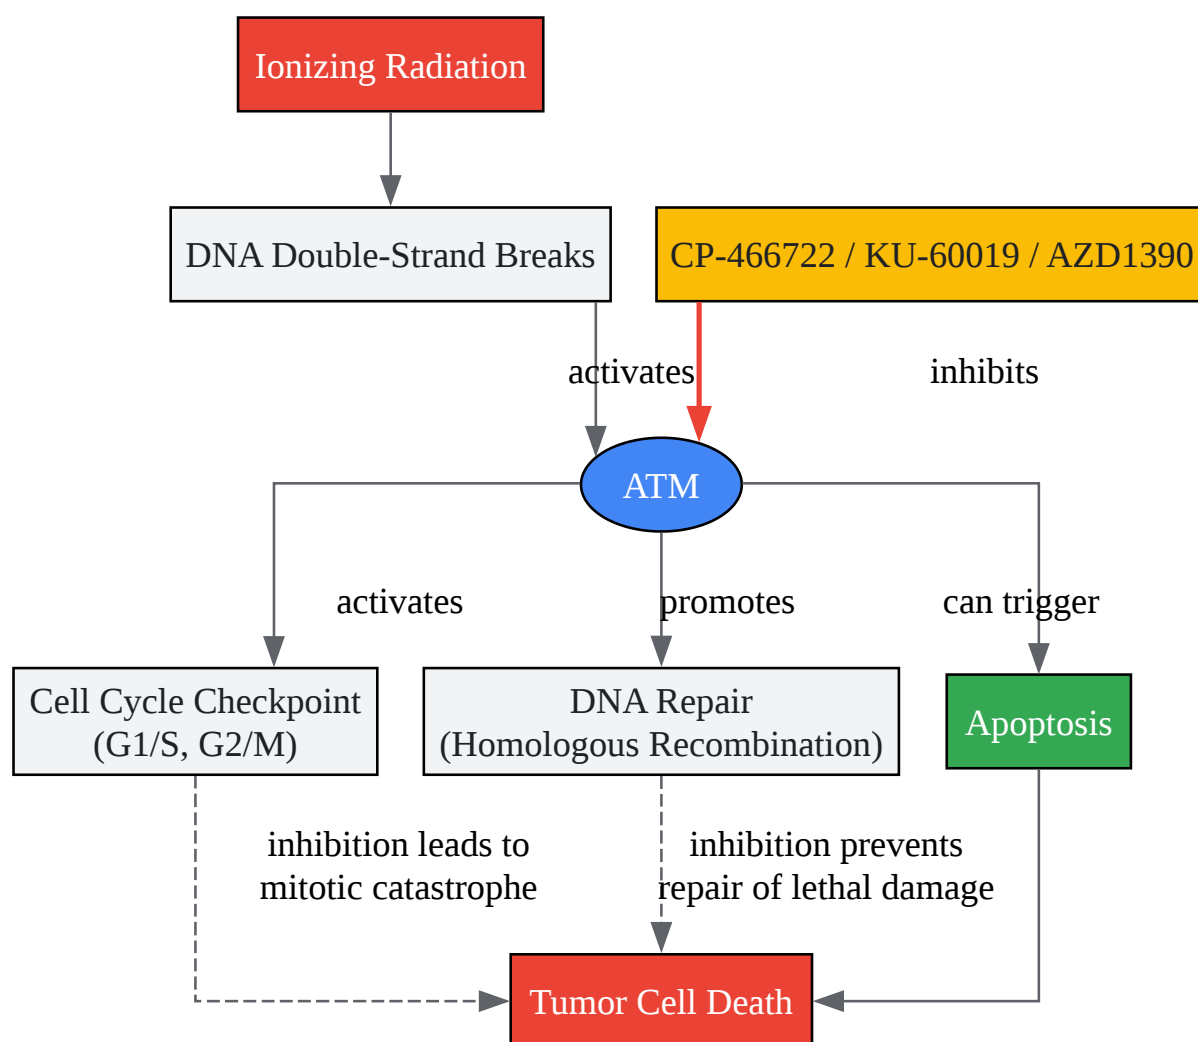 Ionizing Radiation
DNA Double-Strand Breaks
CP-466722 / KU-60019 / AZD1390
activates
inhibits
ATM
activates
promotes
can trigger
Cell Cycle Checkpoint
(G1/S, G2/M)
DNA Repair
(Homologous Recombination)
Apoptosis
inhibition leads to
mitotic catastrophe
inhibition prevents
repair of lethal damage
Tumor Cell Death